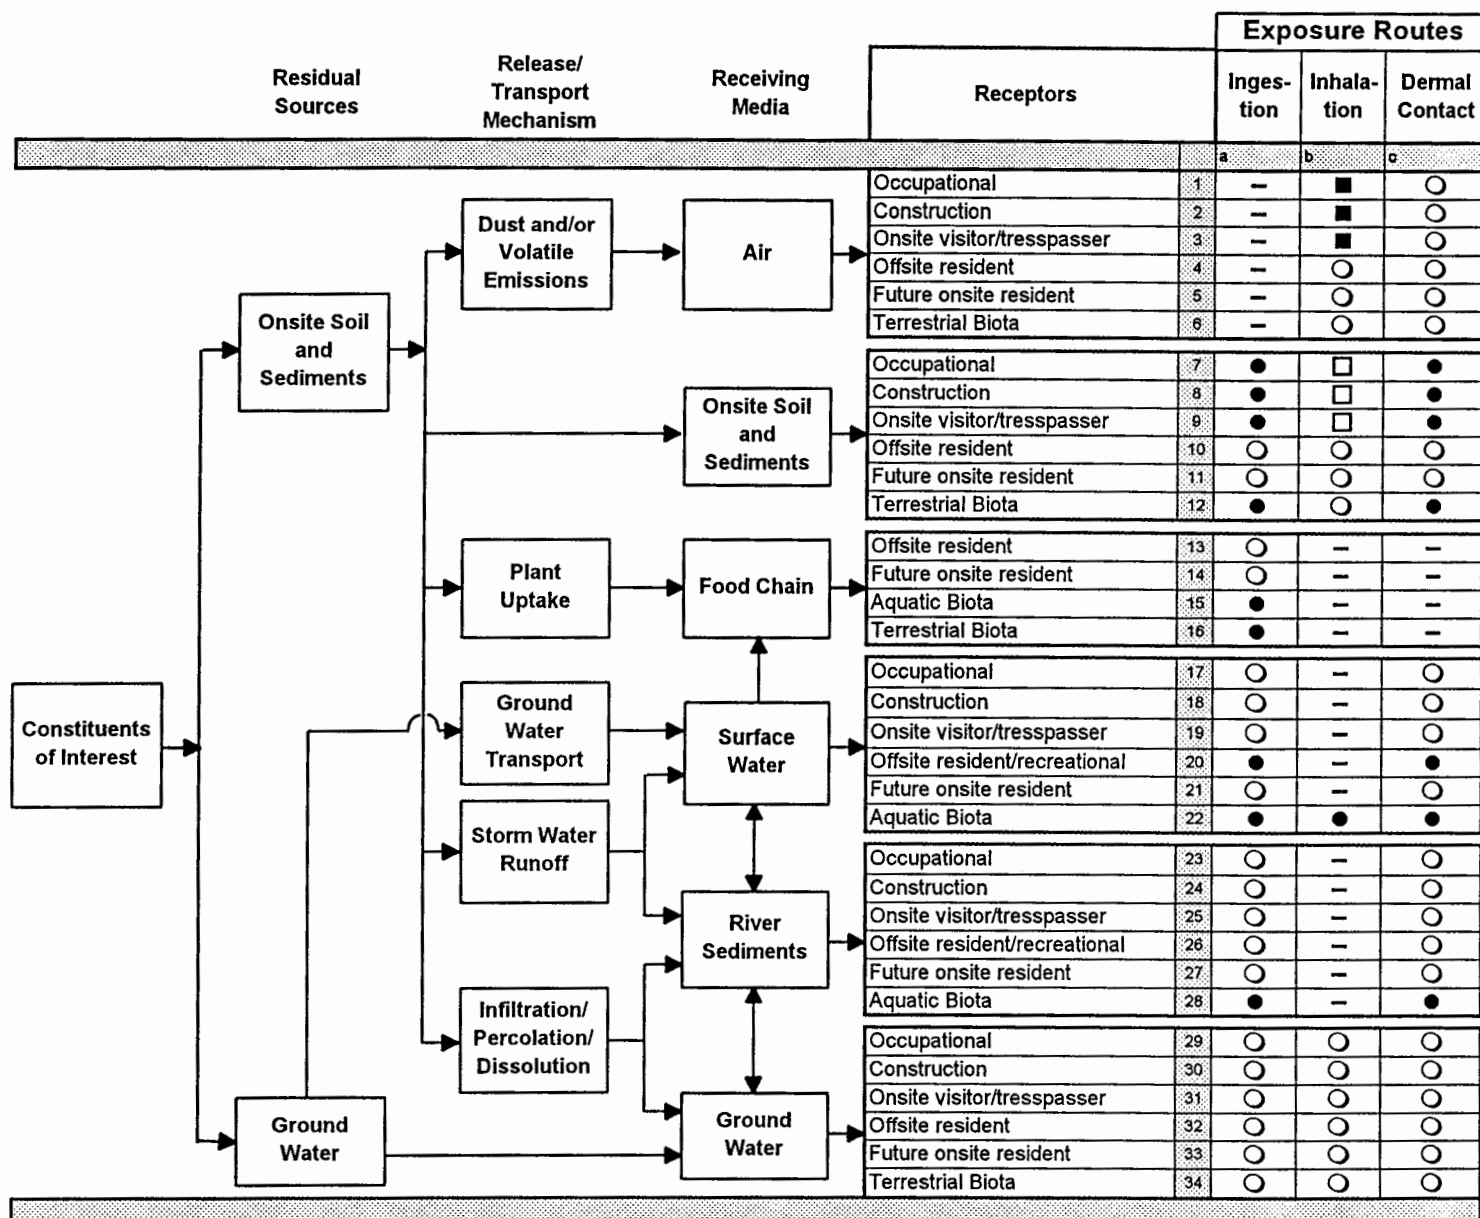 Exposure Routes
Residual
Sources
Release/
Transport
Mechanism
Receiving
Media
Receptors
Inges-
tion
Inhala-
tion
Dermal
Contact
a b c
Occupational 1 –
Construction 2 –
Onsite visitor/tresspasser 3 –
Offsite resident 4 –
Future onsite resident 5 –
Terrestrial Biota 6 –
Dust and/or
Volatile
Emissions
Air
Onsite Soil
and
Sediments
Occupational 7
Construction 8
Onsite visitor/tresspasser 9
Offsite resident 10
Future onsite resident 11
Terrestrial Biota 12
Onsite Soil
and
Sediments
Offsite resident 13 – –
Future onsite resident 14 – –
Aquatic Biota 15 – –
Terrestrial Biota 16 – –
Plant
Uptake
Food Chain
Constituents
of Interest
Ground
Water
Transport
Surface
Water
Occupational 17 –
Construction 18 –
Onsite visitor/tresspasser 19 –
Offsite resident/recreational 20 –
Future onsite resident 21 –
Aquatic Biota 22
Storm Water
Runoff
River
Sediments
Occupational 23 –
Construction 24 –
Onsite visitor/tresspasser 25 –
Offsite resident/recreational 26 –
Future onsite resident 27 –
Aquatic Biota 28 –
Infiltration/
Percolation/
Dissolution
Ground
Water
Ground
Water
Occupational 29
Construction 30
Onsite visitor/tresspasser 31
Offsite resident 32
Future onsite resident 33
Terrestrial Biota 34